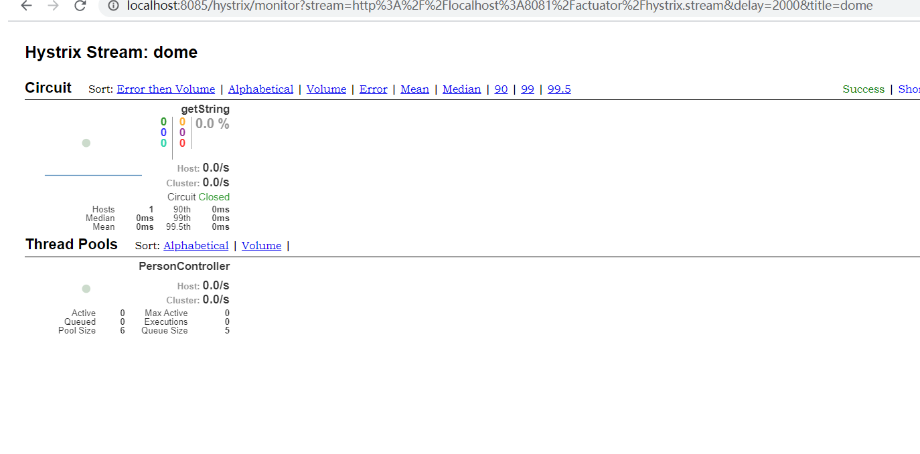 localhost:8085/hystrix/monitor?stream=http%3A%2F%2Flocalhost%3A8081%2Factuator%2Fhystrix.stream&delay=2000&title=dome
Hystrix Stream: dome
Circuit Sort: Error then Volume | Alphabetical | Volume | Error | Mean | Median | 90 | 99 | 99.5 Success | Sho
getString
0 0 0.0 %
0 0
0 0
Host: 0.0/s
Cluster: 0.0/s
Circuit Closed
Hosts 1 90th 0ms
Median 0ms 99th 0ms
Mean 0ms 99.5th 0ms
Thread Pools Sort: Alphabetical | Volume |
PersonController
Host: 0.0/s
Cluster: 0.0/s
Active 0 Max Active 0
Queued 0 Executions 0
Pool Size 6 Queue Size 5